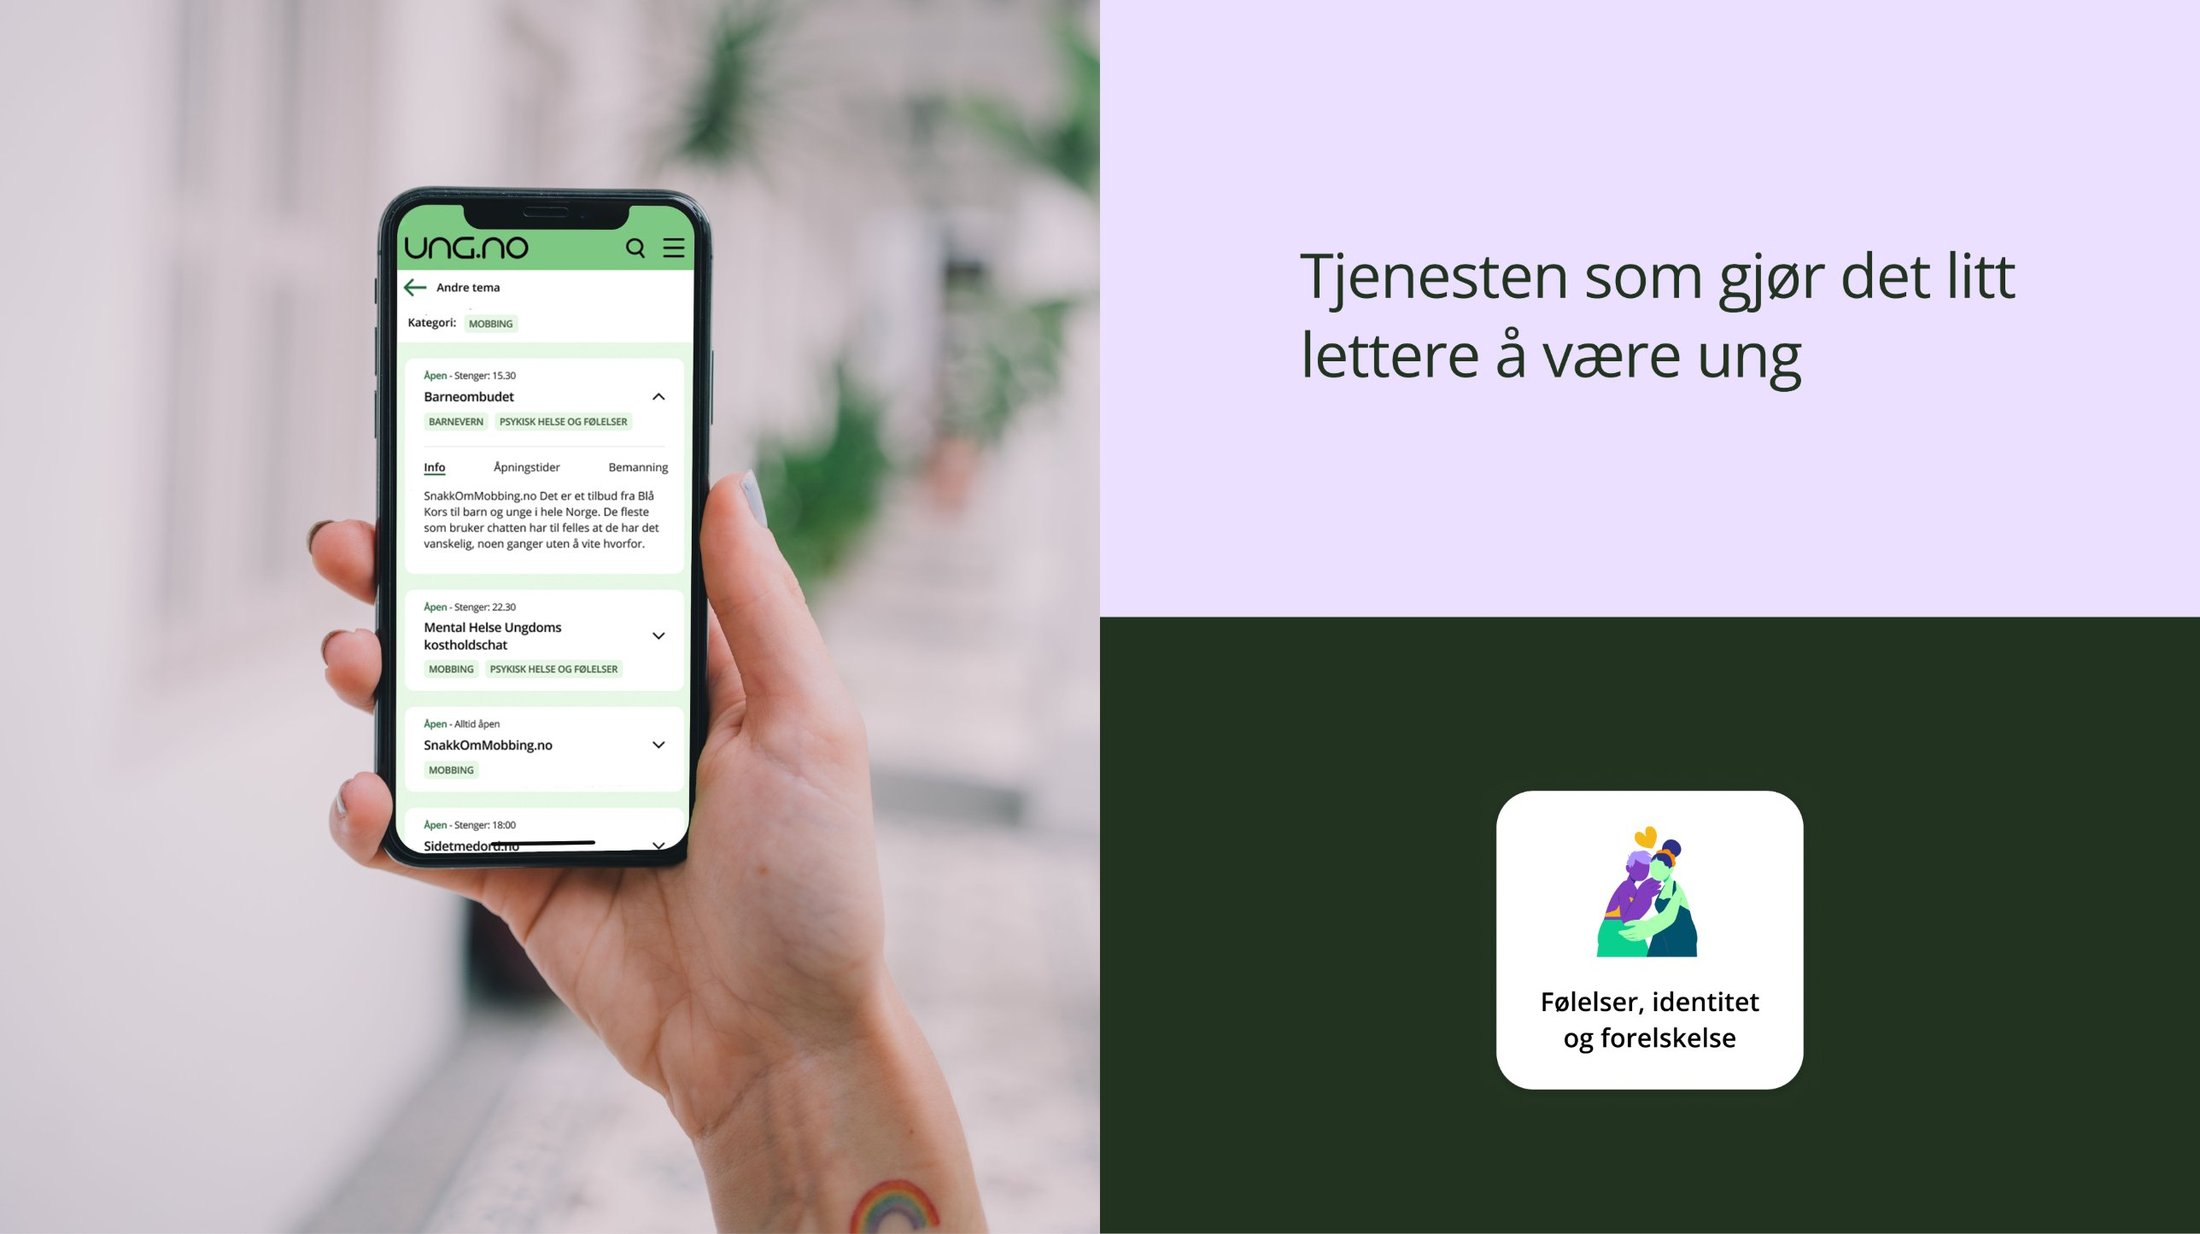 UNG.NO
Andre tema
Kategori: MOBBING
Åpen - Stenger: 15.30
Barneombudet
BARNEVERN PSYKISK HELSE OG FØLELSER
Info Åpningstider Bemanning
SnakkOmMobbing.no Det er et tilbud fra Blå
Kors til barn og unge i hele Norge. De fleste
som bruker chatten har til felles at de har det
vanskelig, noen ganger uten å vite hvorfor.
Åpen - Stenger: 22.30
Mental Helse Ungdoms
kostholdschat
MOBBING PSYKISK HELSE OG FØLELSER
Åpen - Alltid åpen
SnakkOmMobbing.no
MOBBING
Åpen - Stenger: 18:00
Sidetmedord.no
Tjenesten som gjør det litt
lettere å være ung
Følelser, identitet
og forelskelse